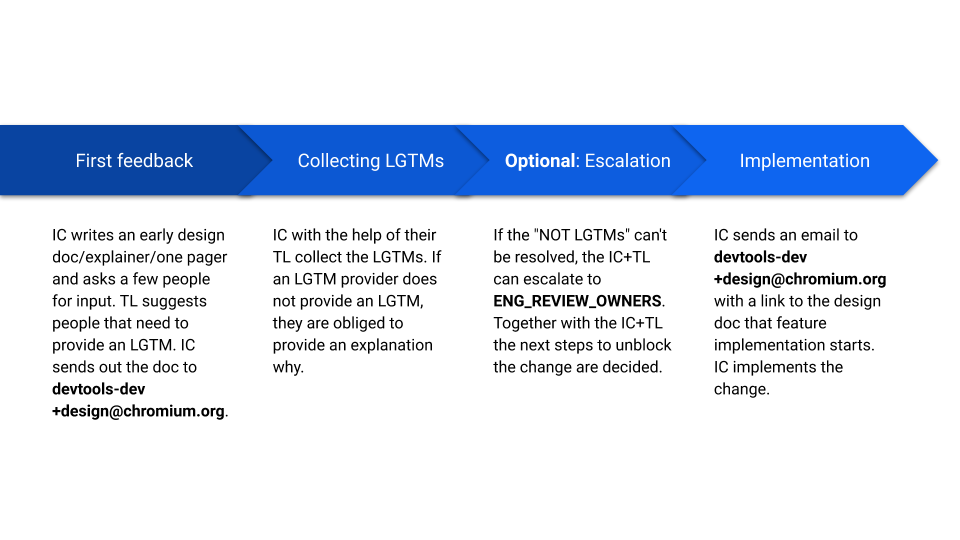 First feedback
Collecting LGTMs
Optional: Escalation
Implementation
IC writes an early design
doc/explainer/one pager
and asks a few people
for input. TL suggests
people that need to
provide an LGTM. IC
sends out the doc to
devtools-dev
+design@chromium.org.
IC with the help of their
TL collect the LGTMs. If
an LGTM provider does
not provide an LGTM,
they are obliged to
provide an explanation
why.
If the "NOT LGTMs" can't
be resolved, the IC+TL
can escalate to
ENG_REVIEW_OWNERS.
Together with the IC+TL
the next steps to unblock
the change are decided.
IC sends an email to
devtools-dev
+design@chromium.org
with a link to the design
doc that feature
implementation starts.
IC implements the
change.